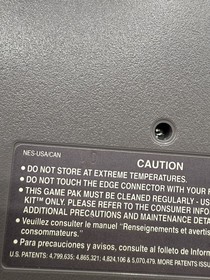 NES-USA/CAN
CAUTION
• DO NOT STORE AT EXTREME TEMPERATURES.
• DO NOT TOUCH THE EDGE CONNECTOR WITH YOUR
• THIS GAME PAK MUST BE CLEANED REGULARLY - US
KIT™ ONLY. PLEASE REFER TO THE CONSUMER INFO
ADDITIONAL PRECAUTIONS AND MAINTENANCE DETA
• Veuillez consulter le manuel "Renseignements et avertis
consommateurs."
• Para precauciones y avisos, consulte al folleto de Inform
U.S. PATENTS: 4,799,635; 4,865,321; 4,824,106 & 5,070,479. MORE PATENTS ISSUE